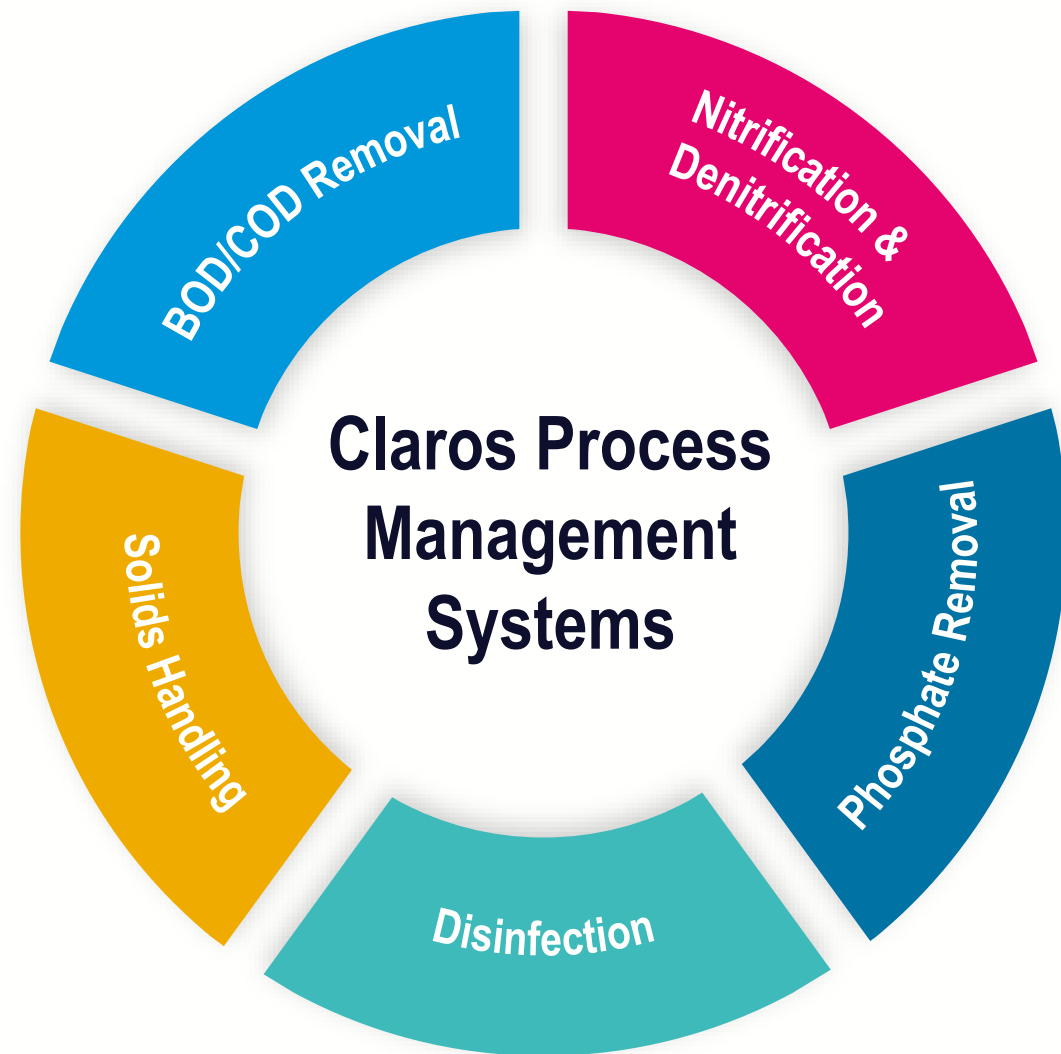 BOD/COD Removal
Nitrification &
Denitrification
Claros Process
Management
Systems
Solids Handling
Phosphate Removal
Disinfection